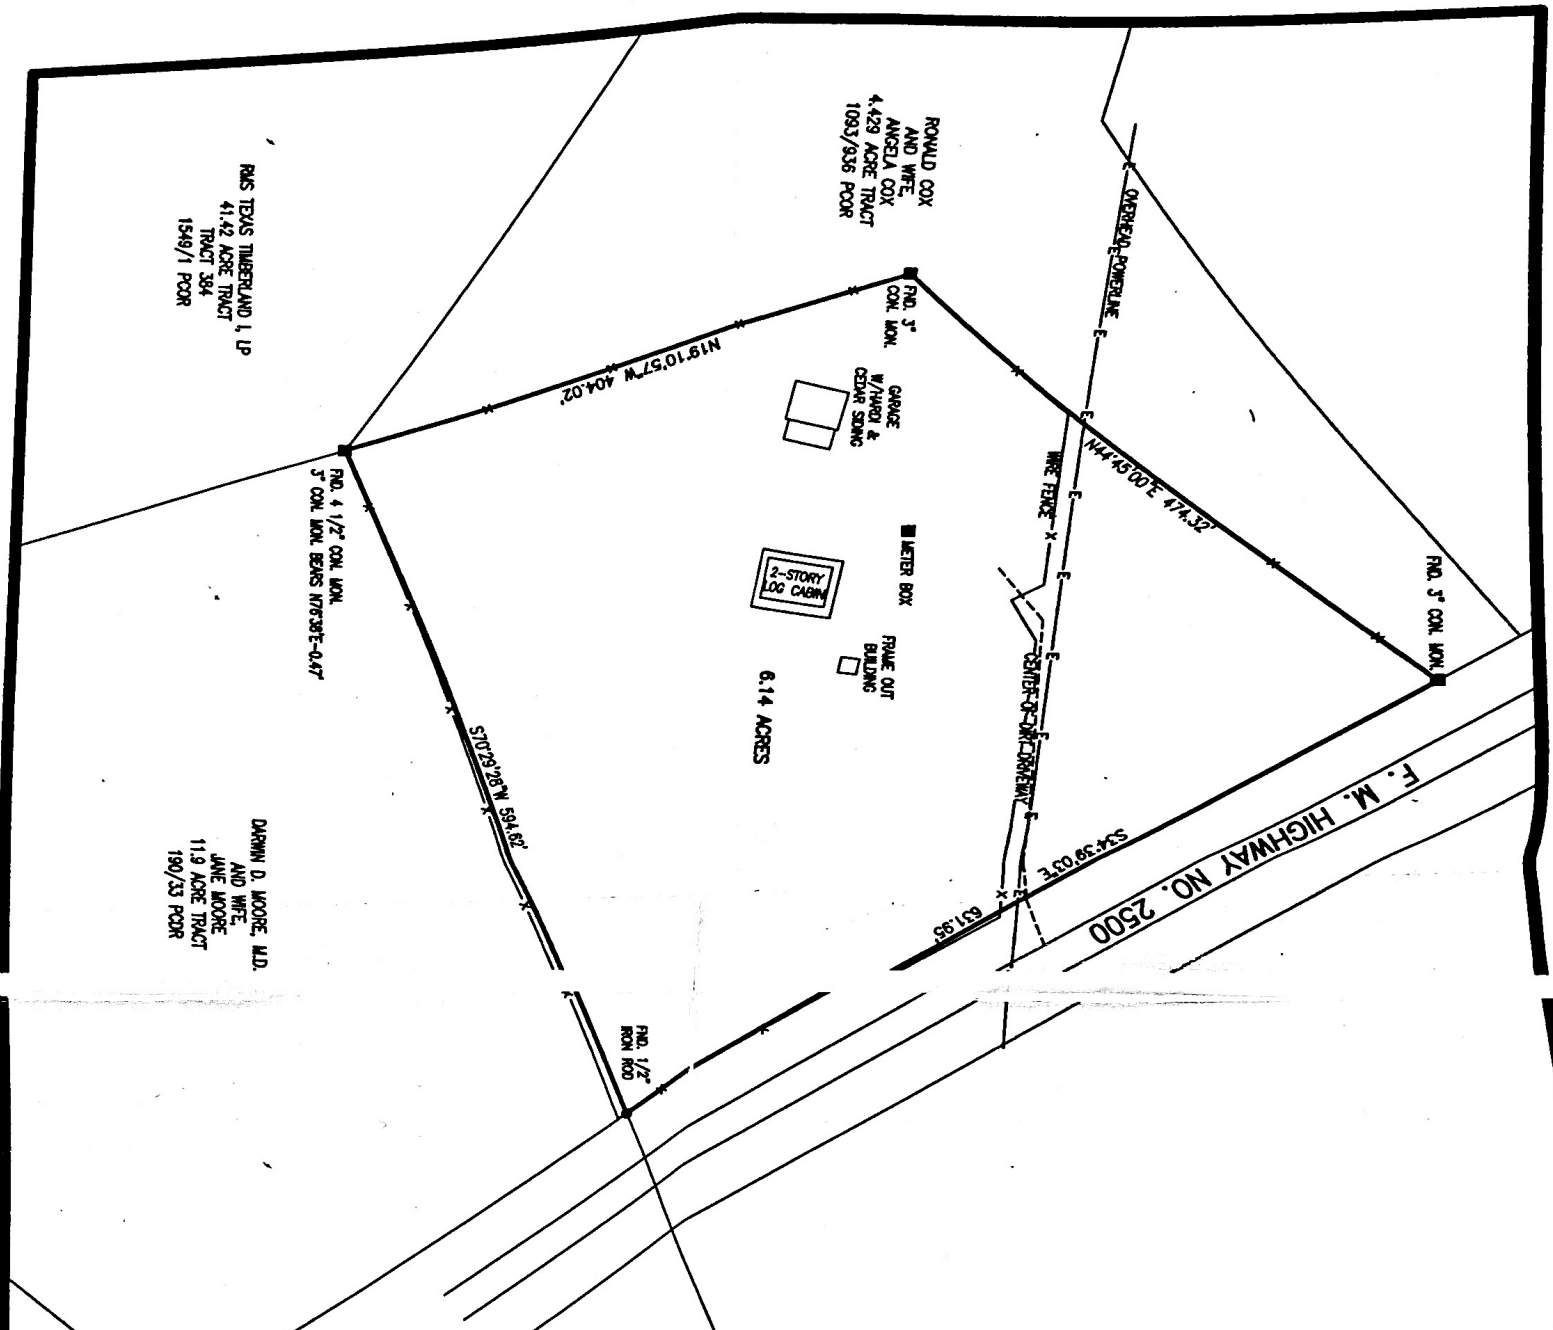 RONALD COX
AND WIFE,
ANGELA COX
4.429 ACRE TRACT
1093/936 PCOR
RMS TEXAS TIMBERLAND I, LP
41.42 ACRE TRACT
TRACT 384
1549/1 PCOR
OVERHEAD POWERLINE
E
E
E
E
E
E
E
E
E
E
FND. 3"
CON. MON.
N19°10'57"W 404.02'
GARAGE
W/HARDI &
CEDAR SIDING
WIRE FENCE
X
N44°45'00"E 474.32'
FND. 3" CON. MON.
FND. 4 1/2" CON. MON.
3" CON. MON. BEARS N76°38'E-0.47'
METER BOX
2-STORY
LOG CABIN
FRAME OUT
BUILDING
6.14 ACRES
CENTER OF DIRT DRIVEWAY
S70°29'28"W 594.62'
S34°39'03"E
631.95'
X
F. M. HIGHWAY NO. 2500
DARWIN D. MOORE, M.D.
AND WIFE,
JANE MOORE
11.9 ACRE TRACT
190/33 PCOR
FND. 1/2"
IRON ROD